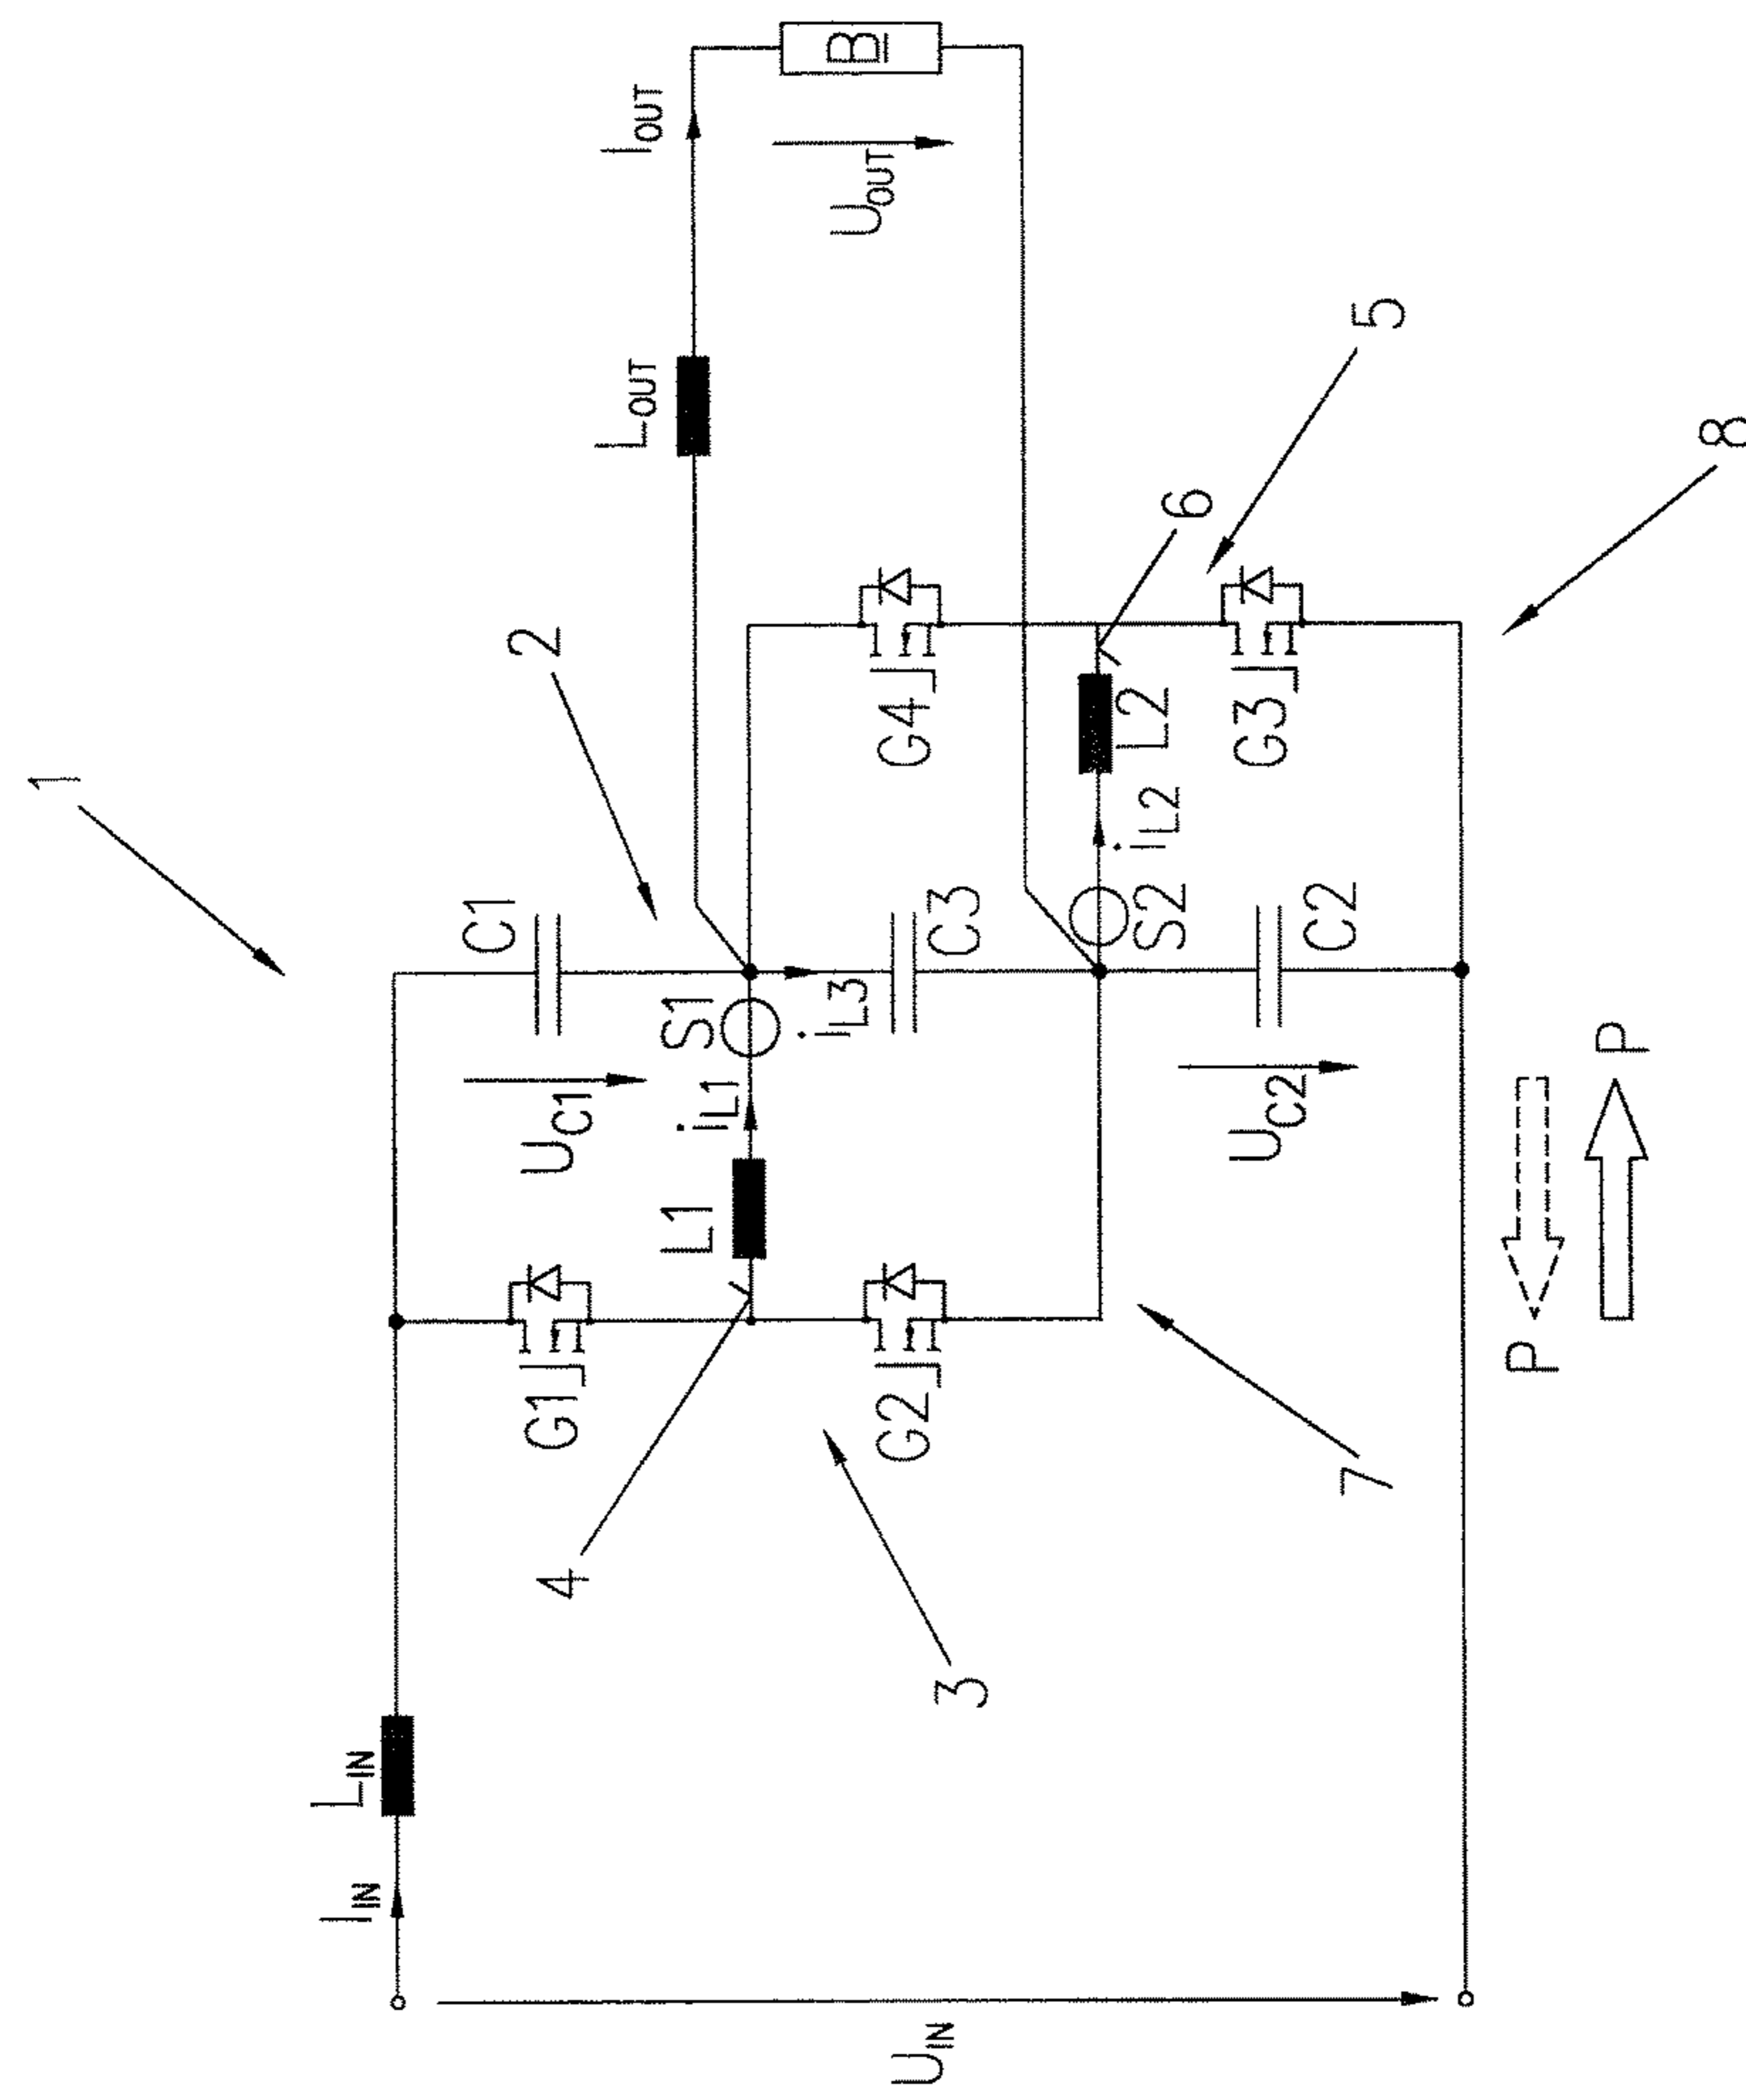 1
2
I_OUT
B
L_OUT
U_OUT
C1
S1
U_C1
i_L1
L1
i_L3
C3
G4
6
5
8
L_IN
I_IN
G1
4
3
G2
S2
i_L2
L2
G3
C2
U_C2
7
U_IN
P
P